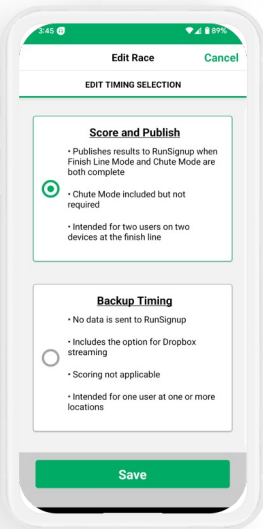 3:45
89%
Edit Race
Cancel
EDIT TIMING SELECTION
Score and Publish
• Publishes results to RunSignup when
Finish Line Mode and Chute Mode are
both complete
• Chute Mode included but not
required
• Intended for two users on two
devices at the finish line
Backup Timing
• No data is sent to RunSignup
• Includes the option for Dropbox
streaming
• Scoring not applicable
• Intended for one user at one or more
locations
Save